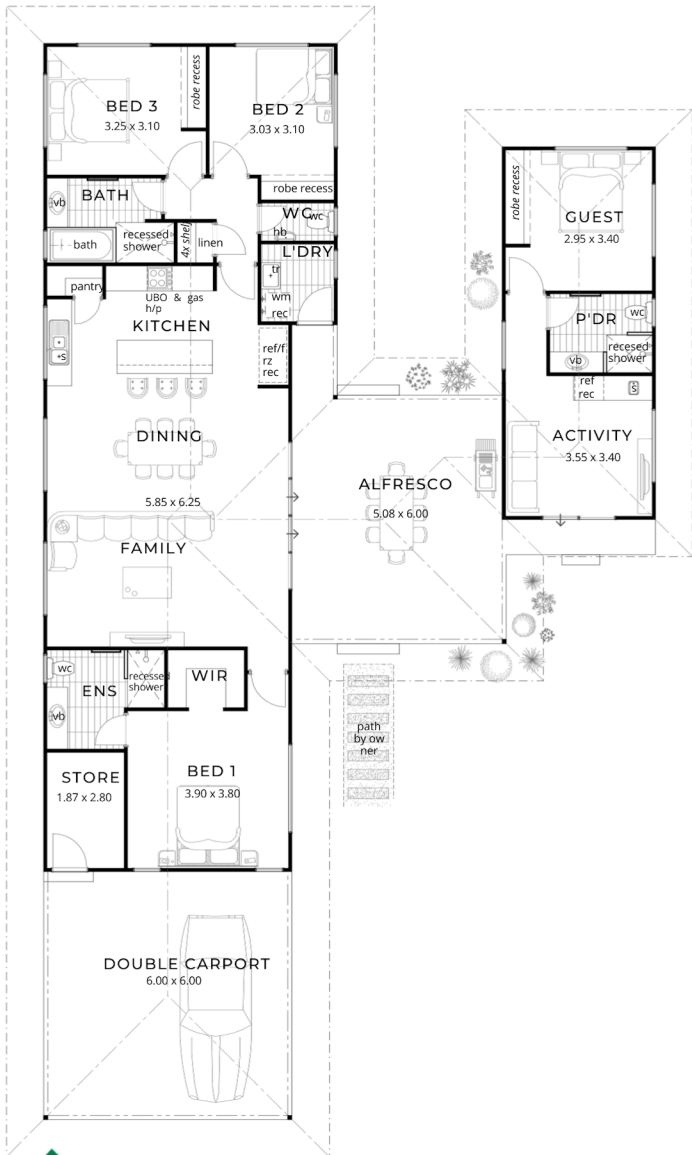 BED 3
3.25 x 3.10
robe recess
BED 2
3.03 x 3.10
robe recess
BATH
vb
bath
recessed
shower
4x shelf
linen
WC
wc
hb
L'DRY
tr
wm
rec
pantry
UBO & gas
h/p
KITCHEN
S
ref/f
rz
rec
DINING
5.85 x 6.25
FAMILY
ALFRESCO
5.08 x 6.00
robe recess
GUEST
2.95 x 3.40
P'DR
wc
vb
recesed
shower
ref
rec
S
ACTIVITY
3.55 x 3.40
wc
ENS
vb
recessed
shower
WIR
STORE
1.87 x 2.80
BED 1
3.90 x 3.80
path
by ow
ner
DOUBLE CARPORT
6.00 x 6.00